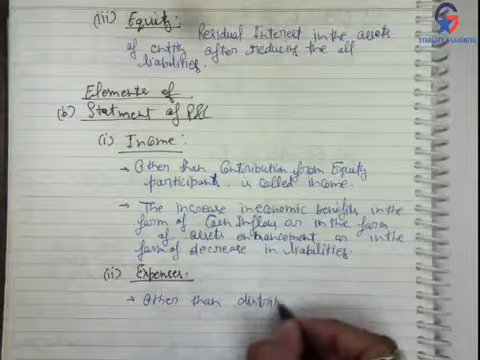 STARGETS E-LEARNING
(iii) Equity: Residual Interest in the assets
of entity after reducing the all
liabilities.
Elements of
(b) Statment of P&L
(i) Income:
→ Other than Contribution from Equity
participants is called income.
→ The increase in economic benefits in the
form of Cash Inflow or in the form
of assets enhancement or in the
form of decrease in liabilities.
(ii) Expenses:
→ Other than distrib